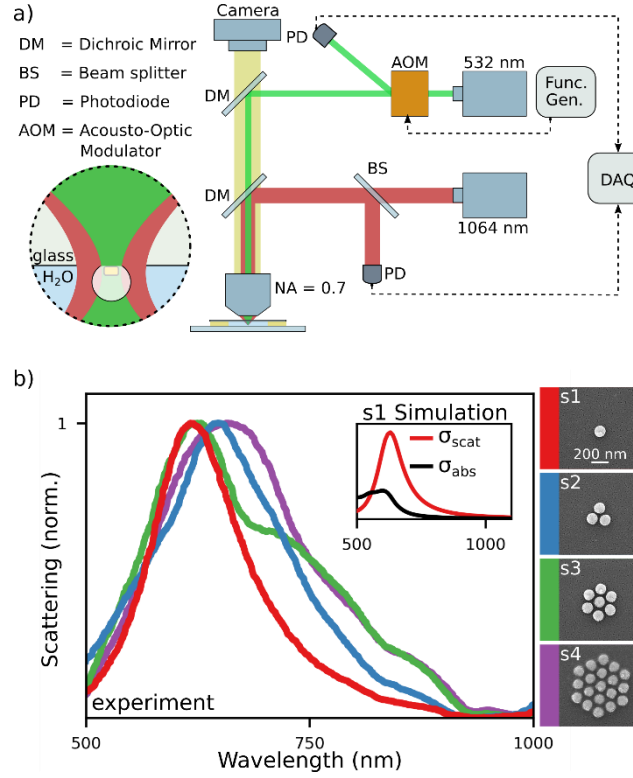 a)
DM = Dichroic Mirror
BS = Beam splitter
PD = Photodiode
AOM = Acousto-Optic
Modulator
Camera
PD
AOM
532 nm
Func.
Gen.
DM
BS
DM
DAQ
1064 nm
PD
glass
H₂O
NA = 0.7
b)
Scattering (norm.)
1
s1 Simulation
σscat
σabs
500
1000
experiment
500
750
1000
Wavelength (nm)
s1
200 nm
s2
s3
s4